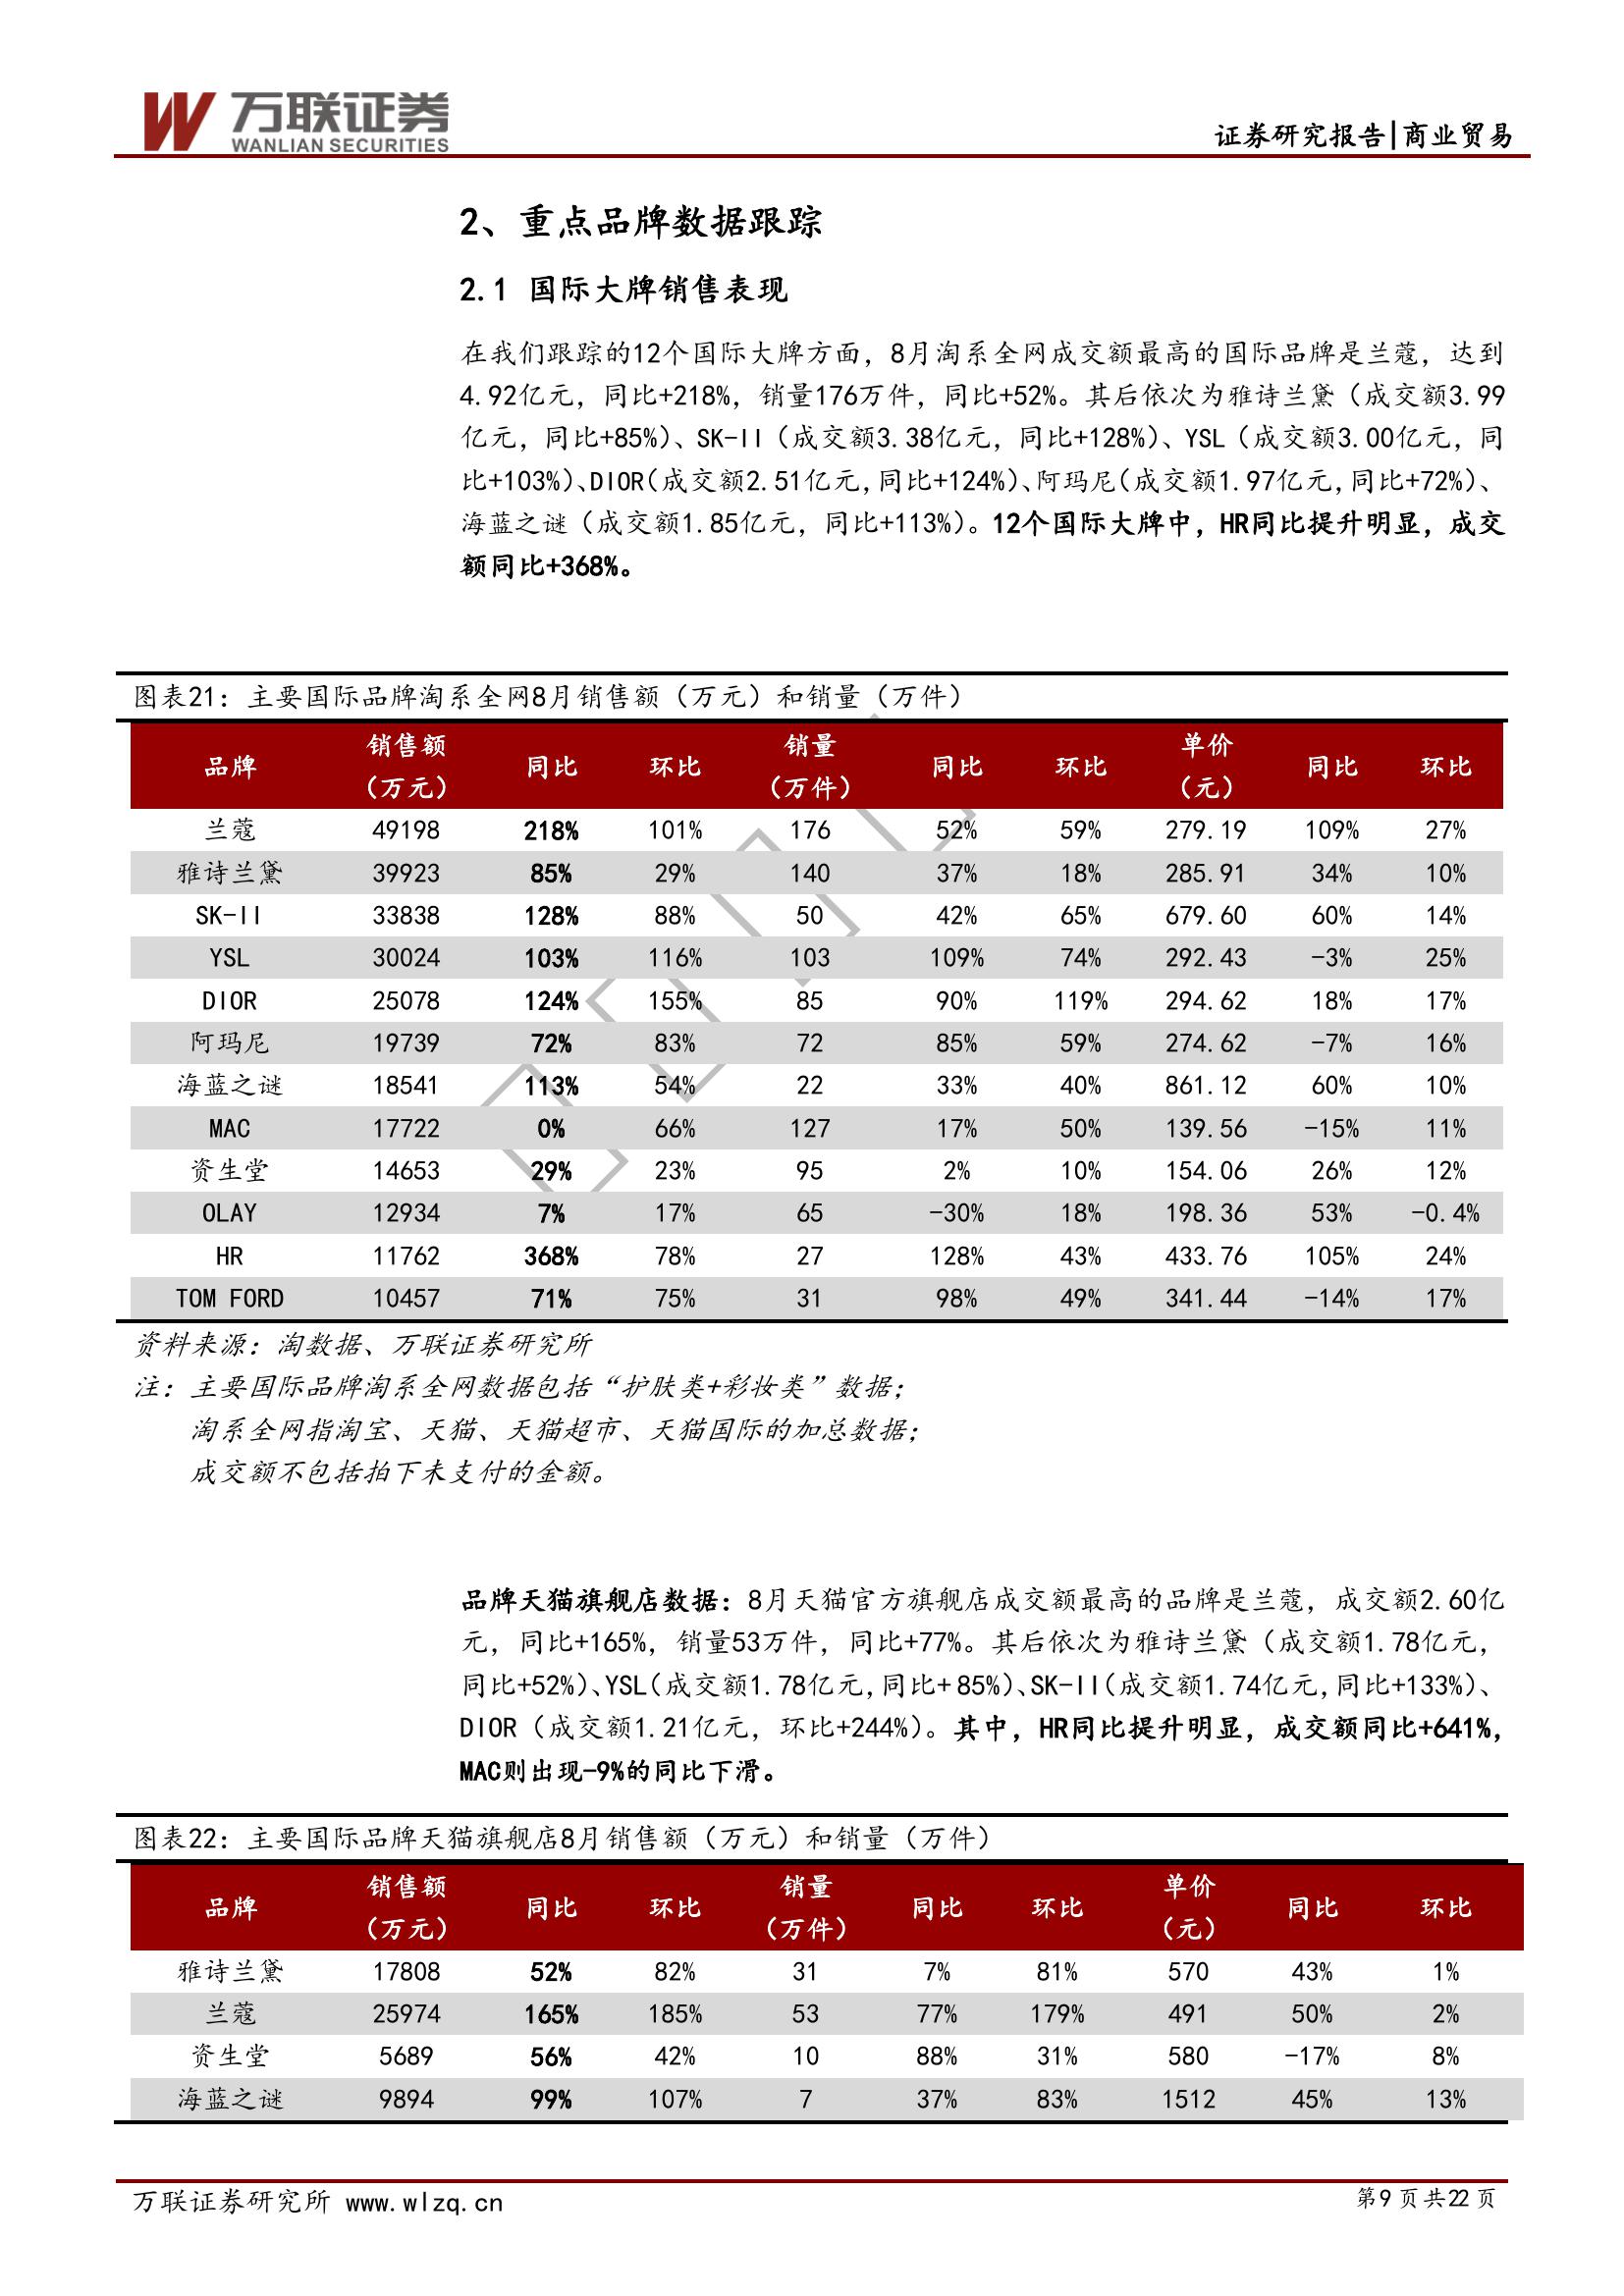 万联证券
WANLIAN SECURITIES
证券研究报告|商业贸易
2、重点品牌数据跟踪
2.1 国际大牌销售表现
在我们跟踪的12个国际大牌方面，8月淘系全网成交额最高的国际品牌是兰蔻，达到
4.92亿元，同比+218%，销量176万件，同比+52%。其后依次为雅诗兰黛（成交额3.99
亿元，同比+85%）、SK-II（成交额3.38亿元，同比+128%）、YSL（成交额3.00亿元，同
比+103%）、DIOR（成交额2.51亿元，同比+124%）、阿玛尼（成交额1.97亿元，同比+72%）、
海蓝之谜（成交额1.85亿元，同比+113%）。12个国际大牌中，HR同比提升明显，成交
额同比+368%。
图表21：主要国际品牌淘系全网8月销售额（万元）和销量（万件）
品牌 销售额（万元） 同比 环比 销量（万件） 同比 环比 单价（元） 同比 环比
兰蔻 49198 218% 101% 176 52% 59% 279.19 109% 27%
雅诗兰黛 39923 85% 29% 140 37% 18% 285.91 34% 10%
SK-II 33838 128% 88% 50 42% 65% 679.60 60% 14%
YSL 30024 103% 116% 103 109% 74% 292.43 -3% 25%
DIOR 25078 124% 155% 85 90% 119% 294.62 18% 17%
阿玛尼 19739 72% 83% 72 85% 59% 274.62 -7% 16%
海蓝之谜 18541 113% 54% 22 33% 40% 861.12 60% 10%
MAC 17722 0% 66% 127 17% 50% 139.56 -15% 11%
资生堂 14653 29% 23% 95 2% 10% 154.06 26% 12%
OLAY 12934 7% 17% 65 -30% 18% 198.36 53% -0.4%
HR 11762 368% 78% 27 128% 43% 433.76 105% 24%
TOM FORD 10457 71% 75% 31 98% 49% 341.44 -14% 17%
资料来源：淘数据、万联证券研究所
注：主要国际品牌淘系全网数据包括“护肤类+彩妆类”数据；
淘系全网指淘宝、天猫、天猫超市、天猫国际的加总数据；
成交额不包括拍下未支付的金额。
品牌天猫旗舰店数据：8月天猫官方旗舰店成交额最高的品牌是兰蔻，成交额2.60亿
元，同比+165%，销量53万件，同比+77%。其后依次为雅诗兰黛（成交额1.78亿元，
同比+52%）、YSL（成交额1.78亿元，同比+85%）、SK-II（成交额1.74亿元，同比+133%）、
DIOR（成交额1.21亿元，环比+244%）。其中，HR同比提升明显，成交额同比+641%，
MAC则出现-9%的同比下滑。
图表22：主要国际品牌天猫旗舰店8月销售额（万元）和销量（万件）
品牌 销售额（万元） 同比 环比 销量（万件） 同比 环比 单价（元） 同比 环比
雅诗兰黛 17808 52% 82% 31 7% 81% 570 43% 1%
兰蔻 25974 165% 185% 53 77% 179% 491 50% 2%
资生堂 5689 56% 42% 10 88% 31% 580 -17% 8%
海蓝之谜 9894 99% 107% 7 37% 83% 1512 45% 13%
万联证券研究所 www.wlzq.cn
第9页共22页